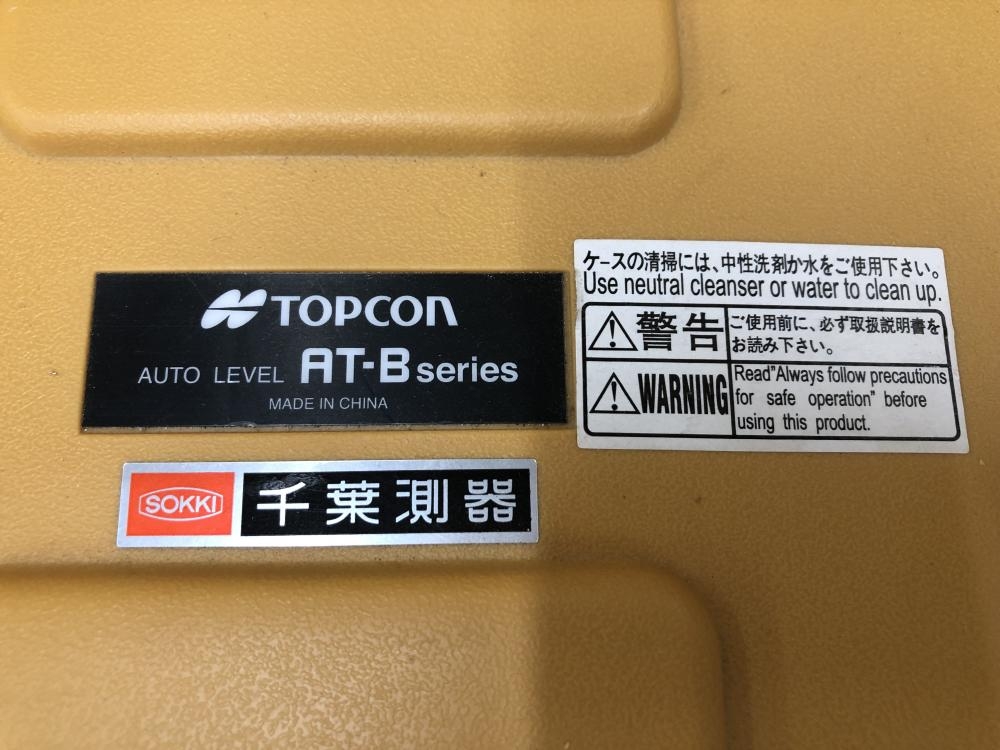 TOPCON
AUTO LEVEL AT-B series
MADE IN CHINA
SOKKI 千葉測器
ケースの清掃には、中性洗剤か水をご使用下さい。
Use neutral cleanser or water to clean up.
警告
ご使用前に、必ず取扱説明書を
お読み下さい。
WARNING
Read"Always follow precautions
for safe operation" before
using this product.